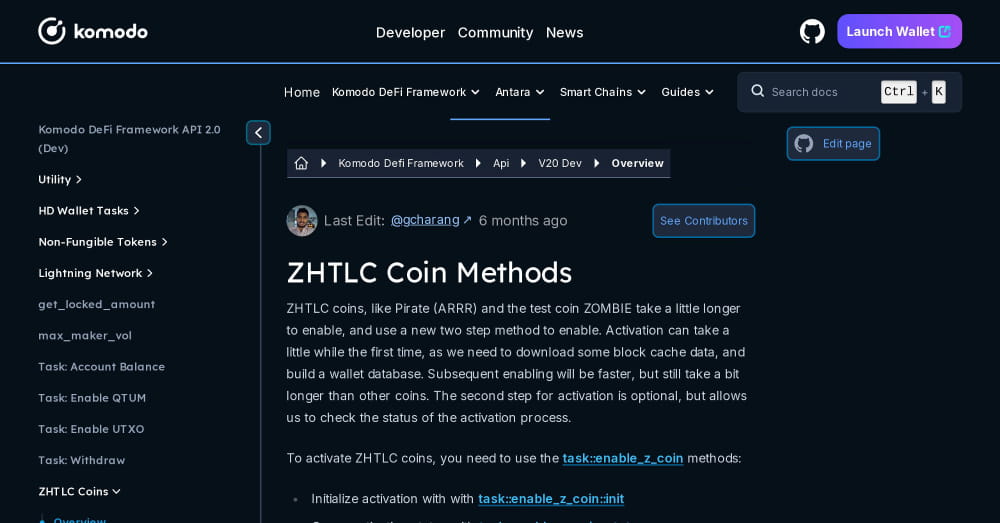 komodo
Developer Community News
Launch Wallet
Home Komodo DeFi Framework Antara Smart Chains Guides
Search docs Ctrl + K
Komodo DeFi Framework API 2.0
(Dev)
Utility
HD Wallet Tasks
Non-Fungible Tokens
Lightning Network
get_locked_amount
max_maker_vol
Task: Account Balance
Task: Enable QTUM
Task: Enable UTXO
Task: Withdraw
ZHTLC Coins
Overview
Komodo Defi Framework Api V20 Dev Overview
Edit page
Last Edit: @gcharang ↗ 6 months ago
See Contributors
ZHTLC Coin Methods
ZHTLC coins, like Pirate (ARRR) and the test coin ZOMBIE take a little longer
to enable, and use a new two step method to enable. Activation can take a
little while the first time, as we need to download some block cache data, and
build a wallet database. Subsequent enabling will be faster, but still take a bit
longer than other coins. The second step for activation is optional, but allows
us to check the status of the activation process.
To activate ZHTLC coins, you need to use the task::enable_z_coin methods:
• Initialize activation with with task::enable_z_coin::init